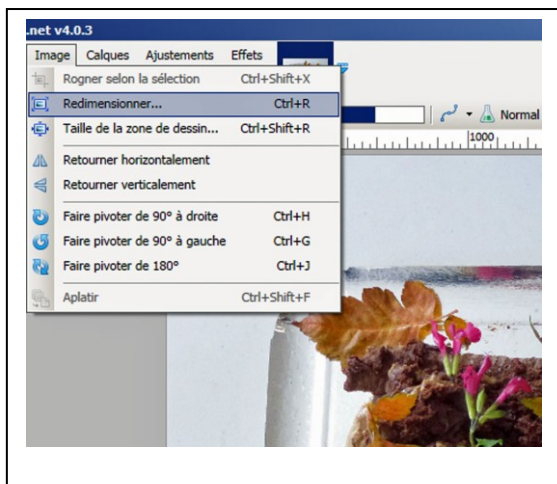 .net v4.0.3
Image Calques Ajustements Effets
Rogner selon la sélection Ctrl+Shift+X
Redimensionner... Ctrl+R
Taille de la zone de dessin... Ctrl+Shift+R
Normal
1000
Retourner horizontalement
Retourner verticalement
Faire pivoter de 90° à droite Ctrl+H
Faire pivoter de 90° à gauche Ctrl+G
Faire pivoter de 180° Ctrl+J
Aplatir Ctrl+Shift+F